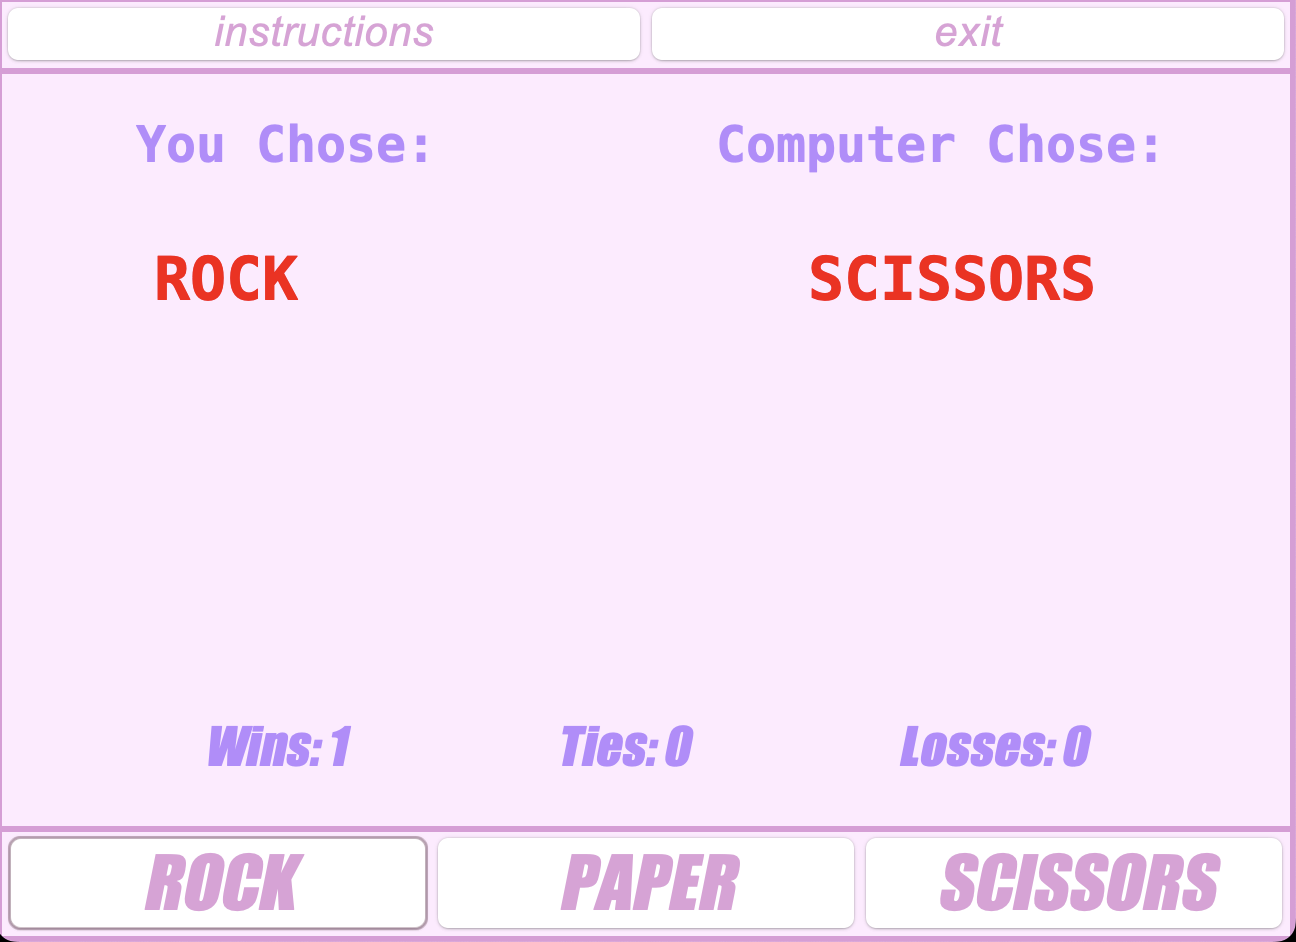 instructions exit
You Chose: Computer Chose:
ROCK SCISSORS
Wins: 1 Ties: 0 Losses: 0
ROCK PAPER SCISSORS